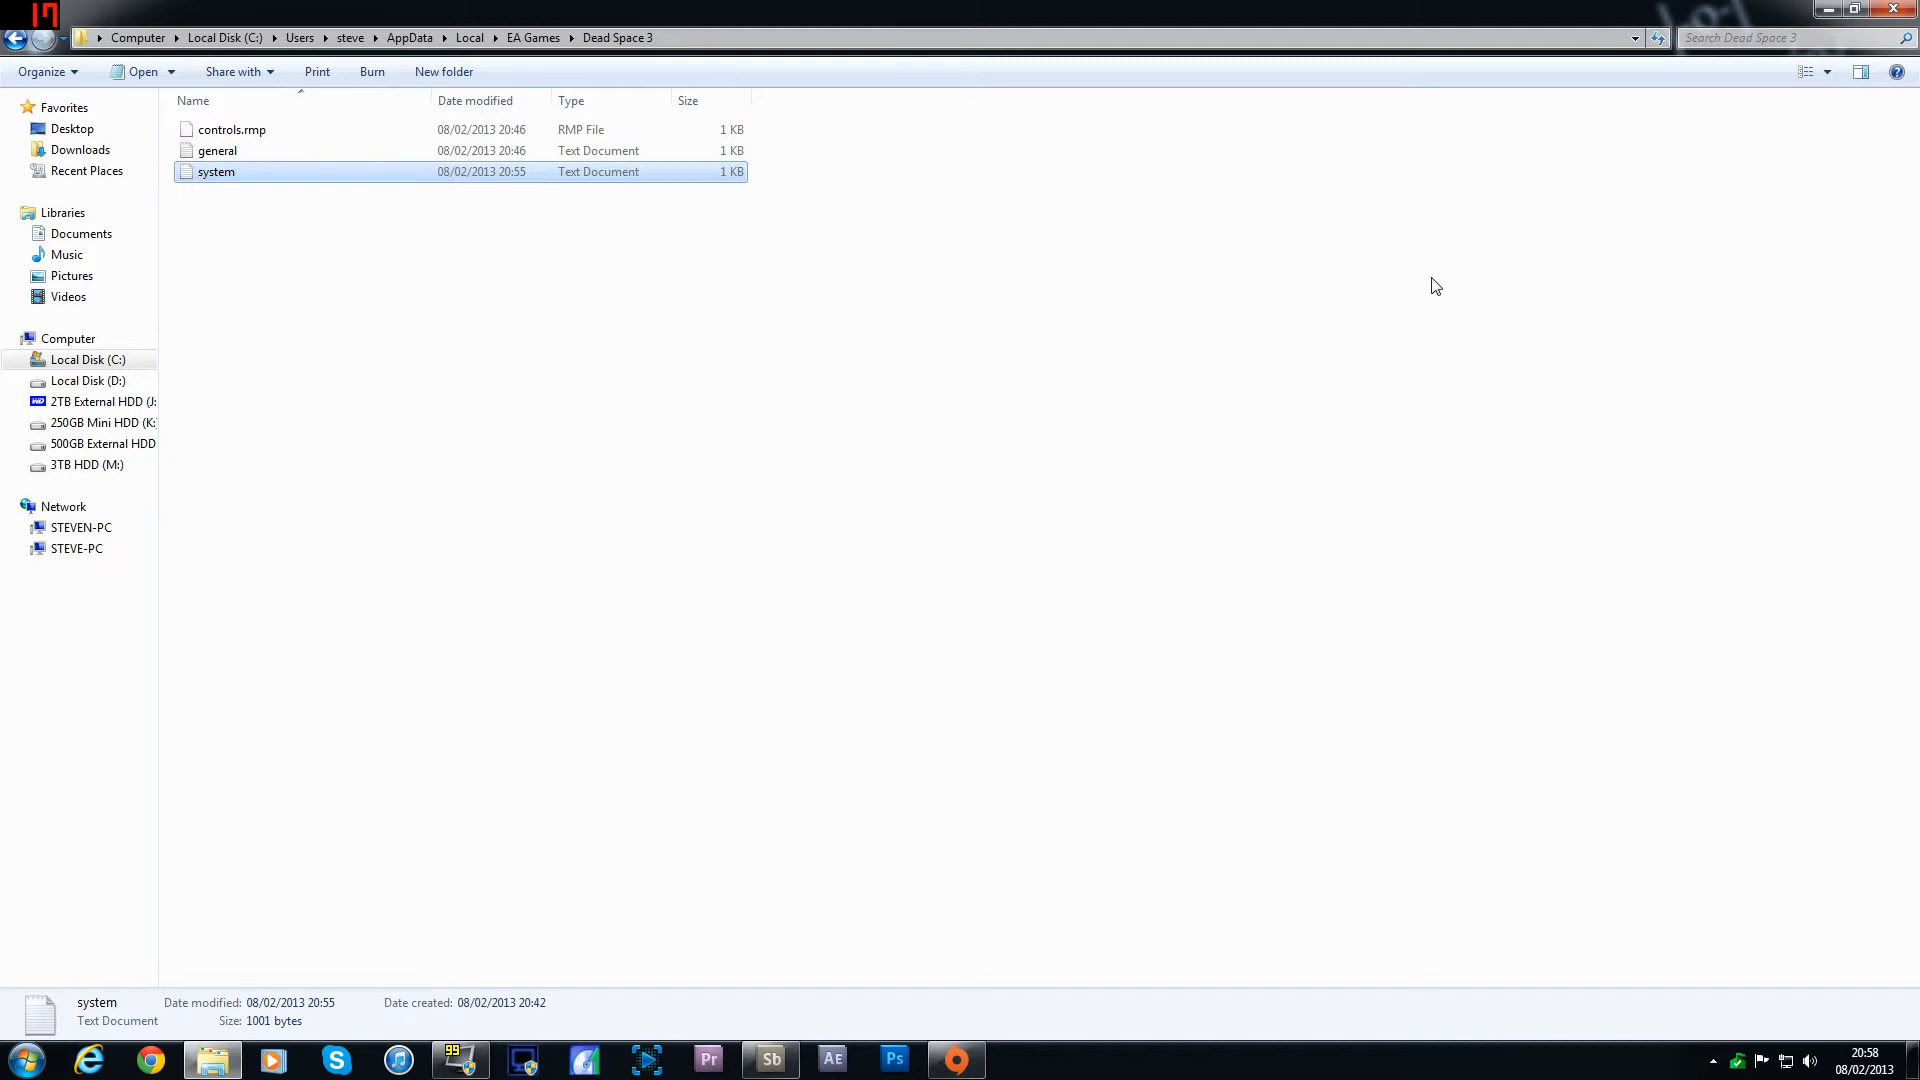 17
Computer Local Disk (C:) Users steve AppData Local EA Games Dead Space 3
Search Dead Space 3
Organize Open Share with Print Burn New folder
Name Date modified Type Size
controls.rmp 08/02/2013 20:46 RMP File 1 KB
general 08/02/2013 20:46 Text Document 1 KB
system 08/02/2013 20:55 Text Document 1 KB
Favorites
Desktop
Downloads
Recent Places
Libraries
Documents
Music
Pictures
Videos
Computer
Local Disk (C:)
Local Disk (D:)
2TB External HDD (J:
250GB Mini HDD (K:
500GB External HDD
3TB HDD (M:)
Network
STEVEN-PC
STEVE-PC
system Date modified: 08/02/2013 20:55 Date created: 08/02/2013 20:42
Text Document Size: 1001 bytes
99
Pr Sb AE Ps
20:58
08/02/2013